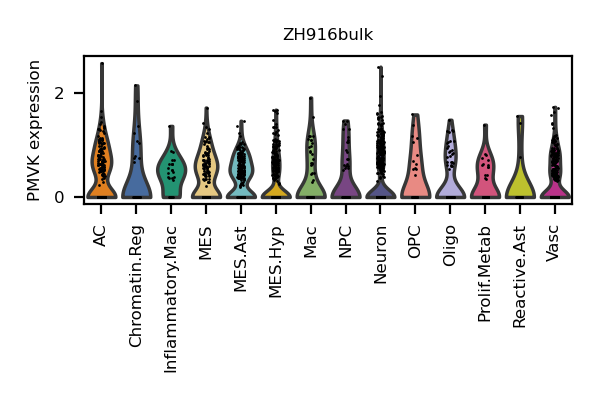 ZH916bulk
PMVK expression
2
0
AC
Chromatin.Reg
Inflammatory.Mac
MES
MES.Ast
MES.Hyp
Mac
NPC
Neuron
OPC
Oligo
Prolif.Metab
Reactive.Ast
Vasc